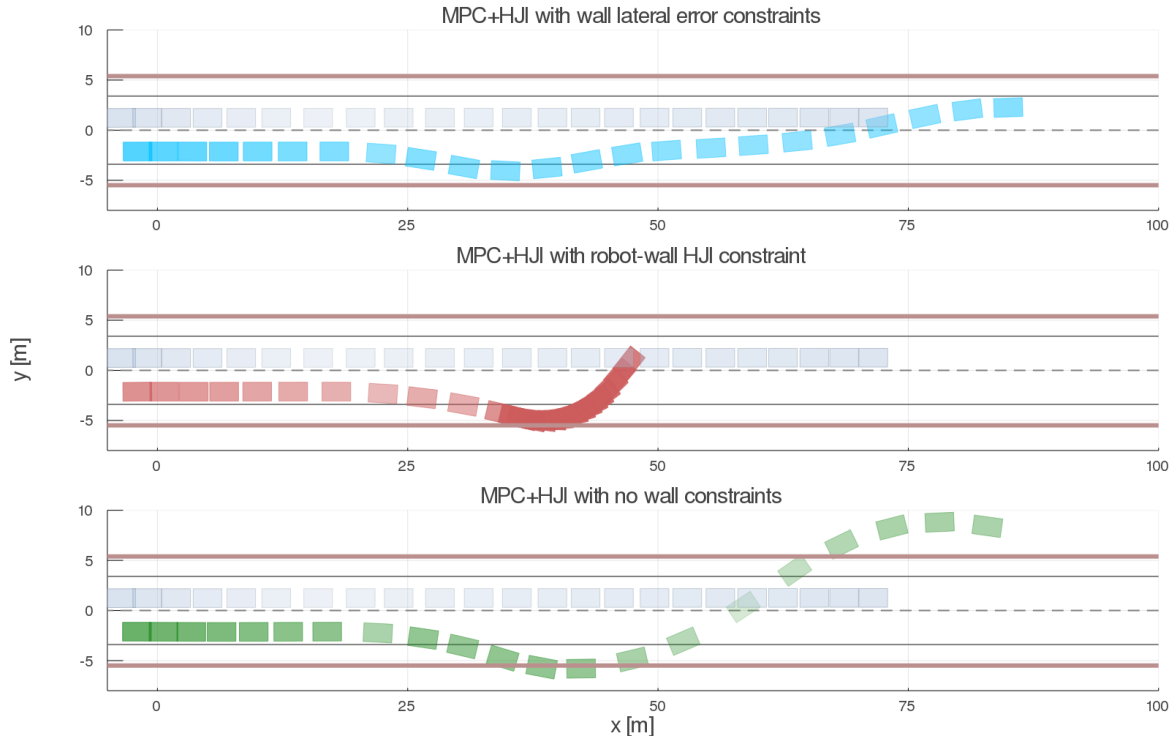 MPC+HJI with wall lateral error constraints
10
5
0
-5
0 25 50 75 100
MPC+HJI with robot-wall HJI constraint
10
5
0
-5
0 25 50 75 100
y [m]
MPC+HJI with no wall constraints
10
5
0
-5
0 25 50 75 100
x [m]